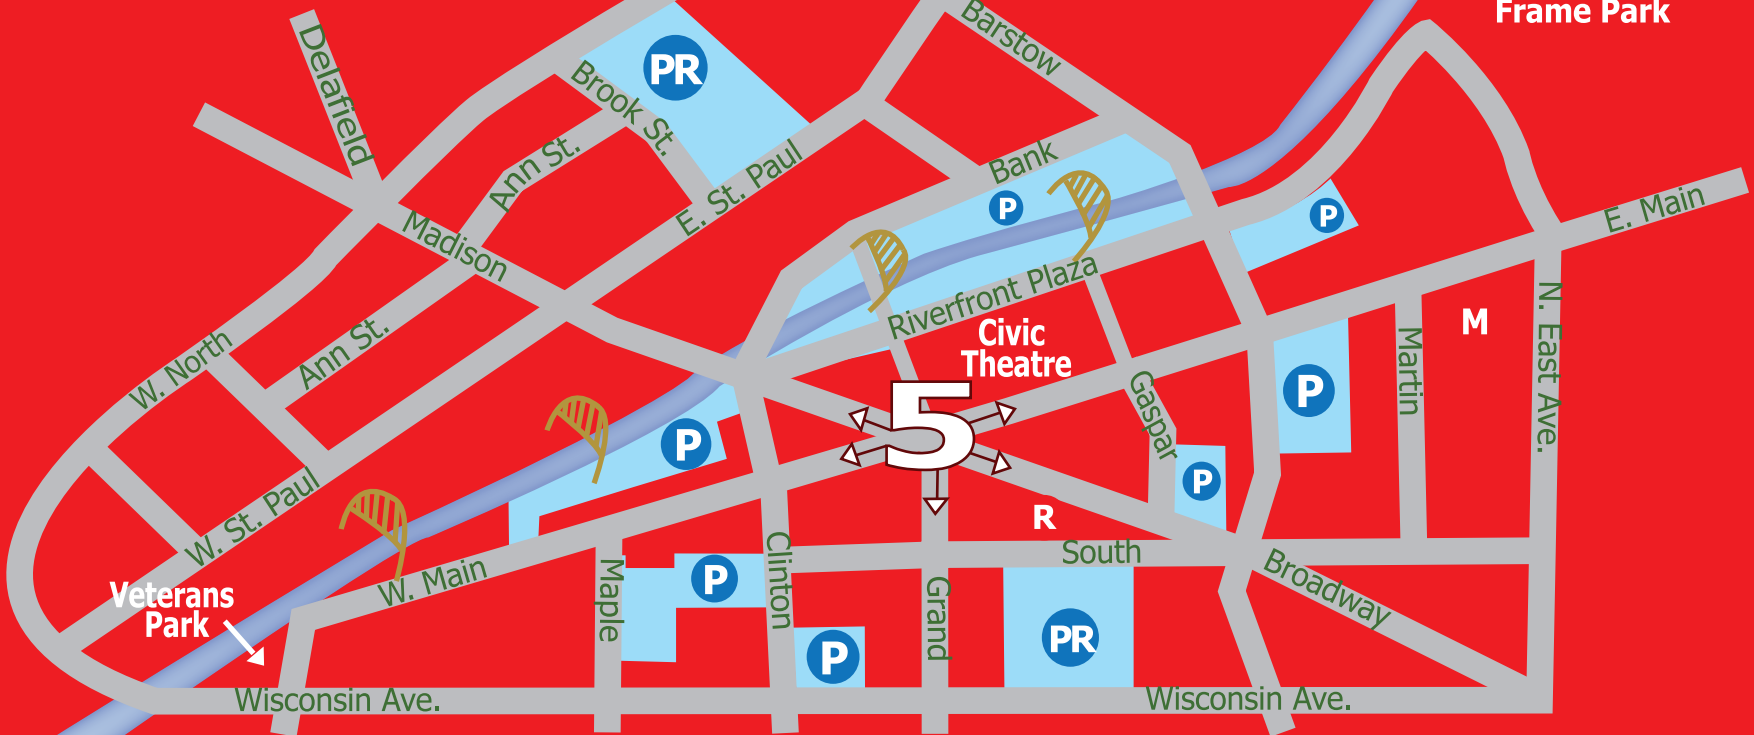 Frame Park
Barstow
Delafield
PR
Brook St.
Ann St.
Bank
E. St. Paul
P
P
E. Main
Madison
Riverfront Plaza
N. East Ave.
M
Civic
Theatre
Martin
Ann St.
W. North
Gaspar
P
5
P
P
W. St. Paul
R
South
Clinton
Broadway
W. Main
Maple
P
Grand
Veterans
Park
PR
P
Wisconsin Ave.
Wisconsin Ave.